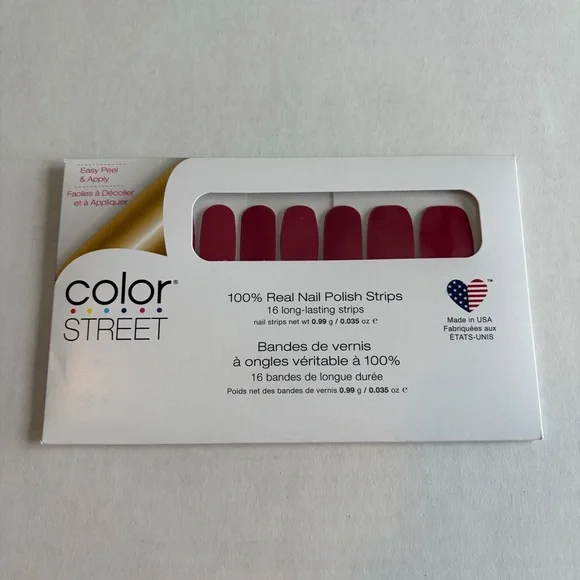 Easy Peel
& Apply
Faciles à Décoller
et à Appliquer
color®
STREET
100% Real Nail Polish Strips
16 long-lasting strips
nail strips net wt 0.99 g / 0.035 oz ℮
Bandes de vernis
à ongles véritable à 100%
16 bandes de longue durée
Poids net des bandes de vernis 0.99 g / 0.035 oz ℮
™
Made in USA
Fabriquées aux
ÉTATS-UNIS